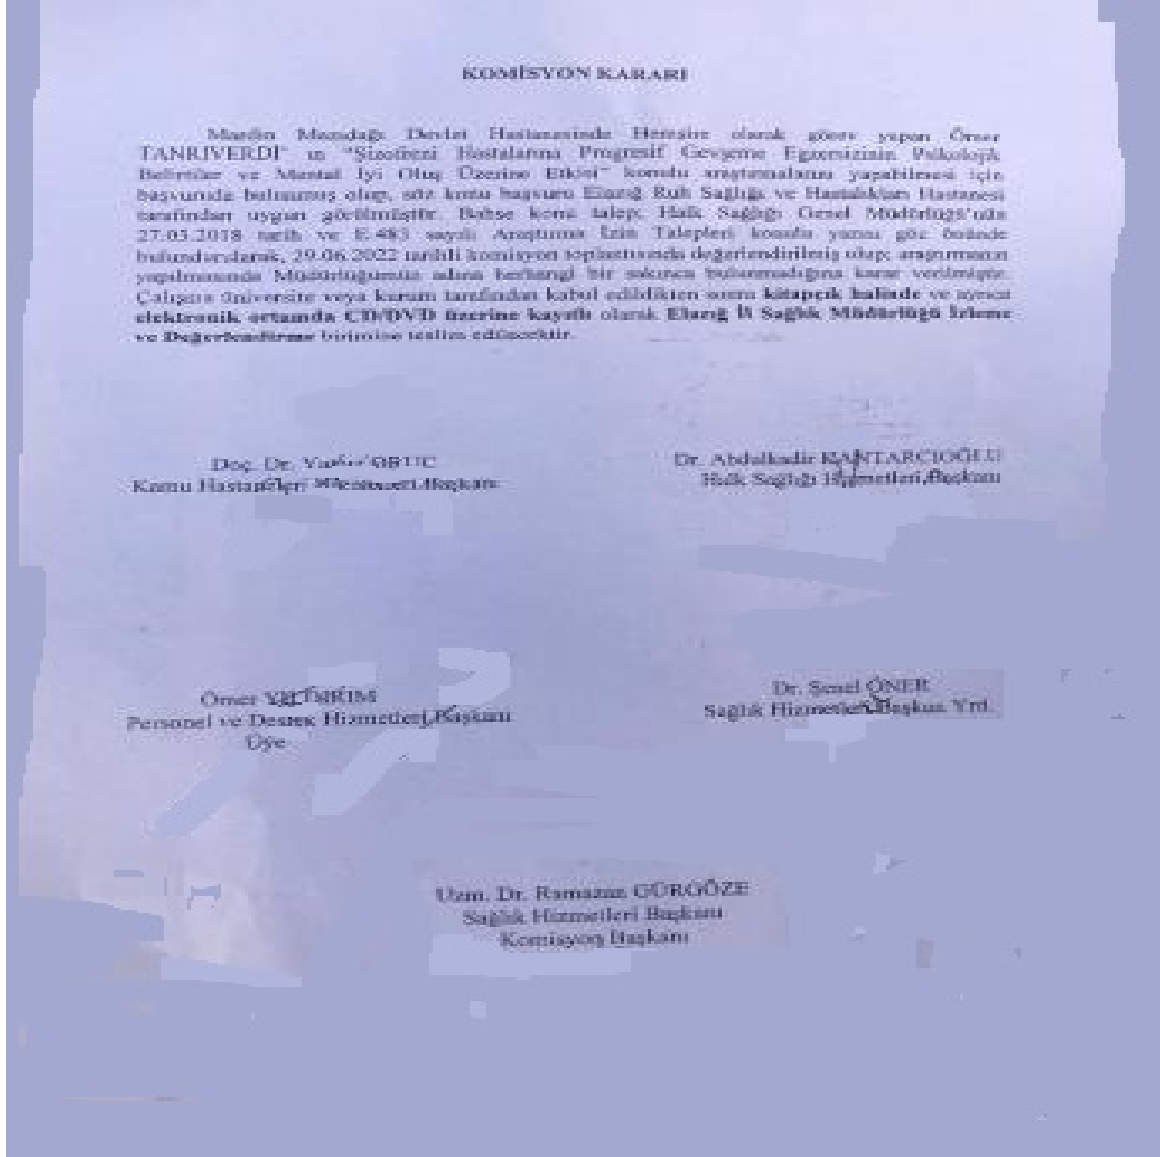 KOMİSYON KARARI
Mardin Mazıdağı Devlet Hastanesinde Hemşire olarak görev yapan Ömer
TANRIVERDİ' ın "Şizofreni Hastalarına Progresif Gevşeme Egzersizinin Psikolojik
Belirtiler ve Mental İyi Oluş Üzerine Etkisi" konulu araştırmalarını yapabilmesi için
başvuruda bulunmuş olup, söz konu başvuru Elazığ Ruh Sağlığı ve Hastalıkları Hastanesi
tarafından uygun görülmüştür. Bahse konu talep; Halk Sağlığı Genel Müdürlüğü'nün
27.03.2018 tarih ve E.483 sayılı Araştırma İzin Talepleri konulu yazısı göz önünde
bulundurularak, 29.06.2022 tarihli komisyon toplantısında değerlendirilmiş olup; araştırmanın
yapılmasında Müdürlüğümüz adına herhangi bir sakınca bulunmadığına karar verilmiştir.
Çalışma üniversite veya kurum tarafından kabul edildikten sonra kitapçık halinde ve ayrıca
elektronik ortamda CD/DVD üzerine kayıtlı olarak Elazığ İl Sağlık Müdürlüğü İzleme
ve Değerlendirme birimine teslim edilecektir.
Doç. Dr.
Kamu Hastaneleri Hizmetleri Başkanı
Dr. Abdulkadir KANTARCIOĞLU
Halk Sağlığı Hizmetleri Başkanı
Ömer YILDIRIM
Personel ve Destek Hizmetleri Başkanı
Üye
Dr. Şenel ÖNER
Sağlık Hizmetleri Başkan Yrd.
Uzm. Dr. Ramazan GÜRGÖZE
Sağlık Hizmetleri Başkanı
Komisyon Başkanı